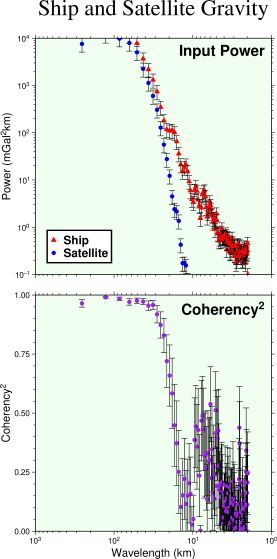 Ship and Satellite Gravity
Input Power
10⁴
10³
10²
10¹
10⁰
10⁻¹
Power (mGal²km)
Ship
Satellite
Coherency²
1.00
0.75
0.50
0.25
0.00
Coherency²
10³ 10² 10¹ 10⁰
Wavelength (km)